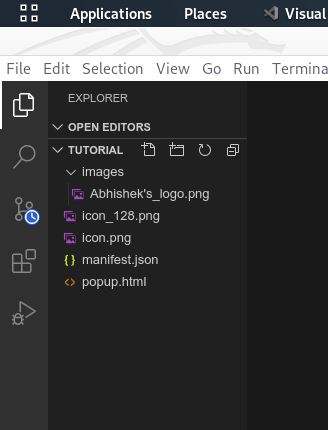 Applications Places Visual
File Edit Selection View Go Run Termina
EXPLORER
OPEN EDITORS
TUTORIAL
images
Abhishek's_logo.png
icon_128.png
icon.png
{} manifest.json
<> popup.html